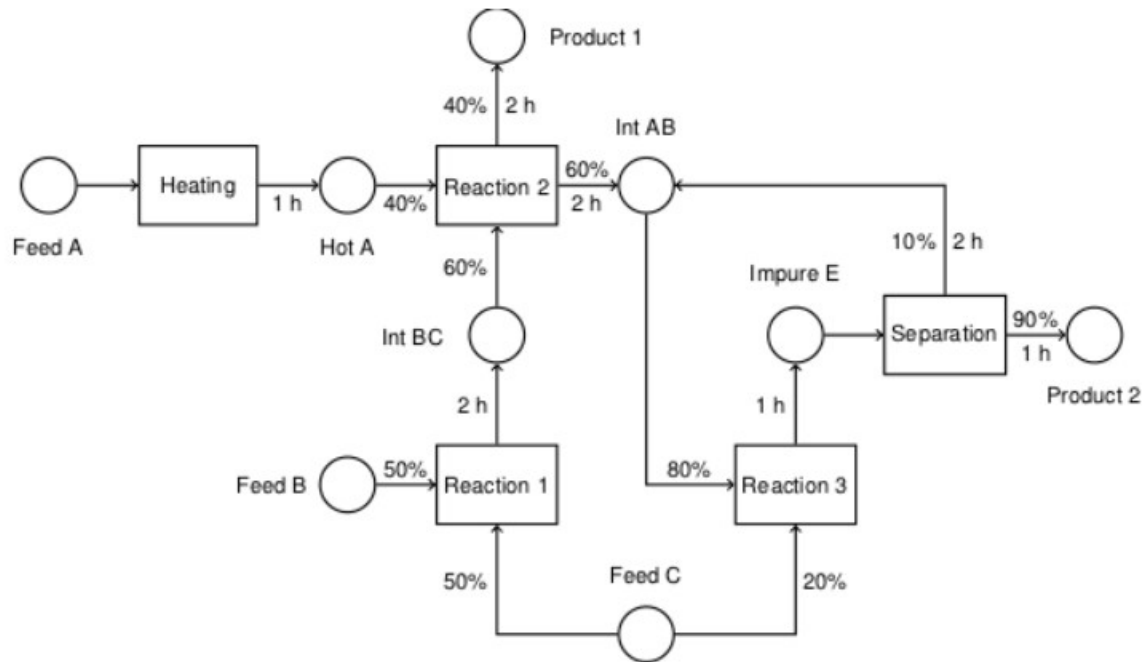 Product 1
40% 2 h
Int AB
Heating
Reaction 2
60%
1 h
40%
2 h
Feed A
Hot A
10% 2 h
60%
Impure E
Int BC
Separation
90%
1 h
2 h
1 h
Product 2
Feed B
50%
Reaction 1
80%
Reaction 3
50%
Feed C
20%